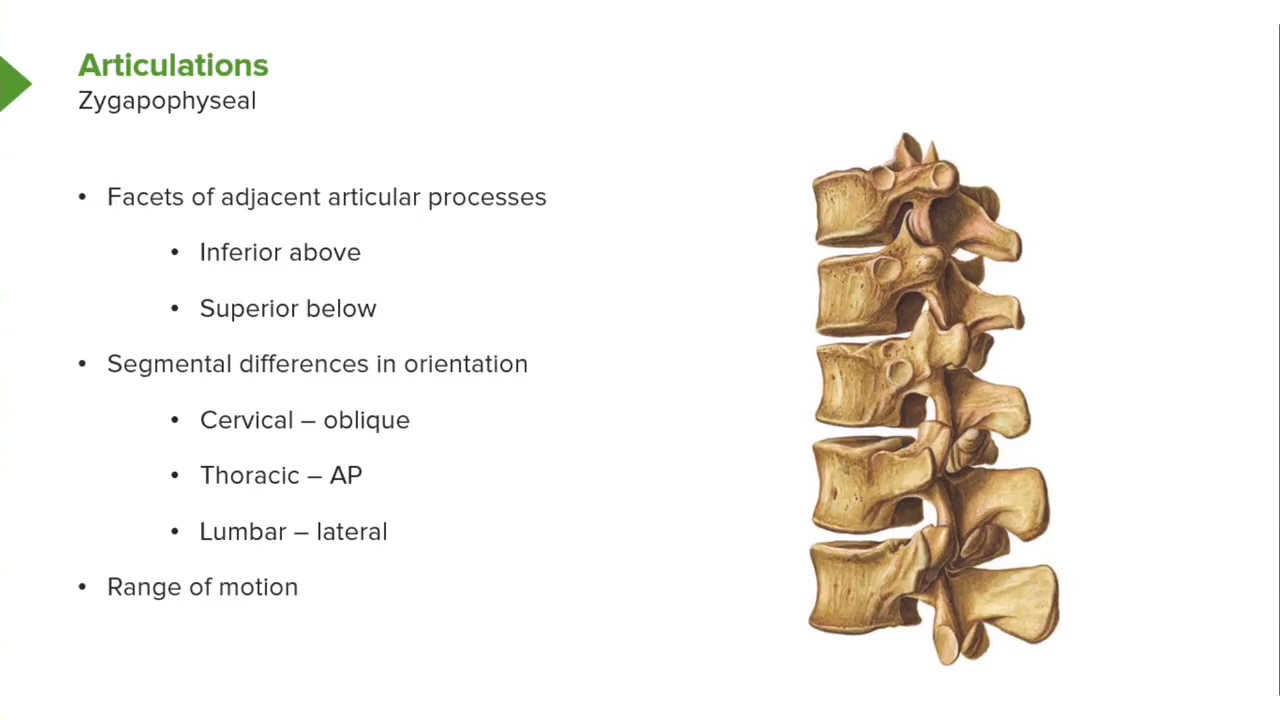 Articulations
Zygapophyseal
• Facets of adjacent articular processes
• Inferior above
• Superior below
• Segmental differences in orientation
• Cervical – oblique
• Thoracic – AP
• Lumbar – lateral
• Range of motion